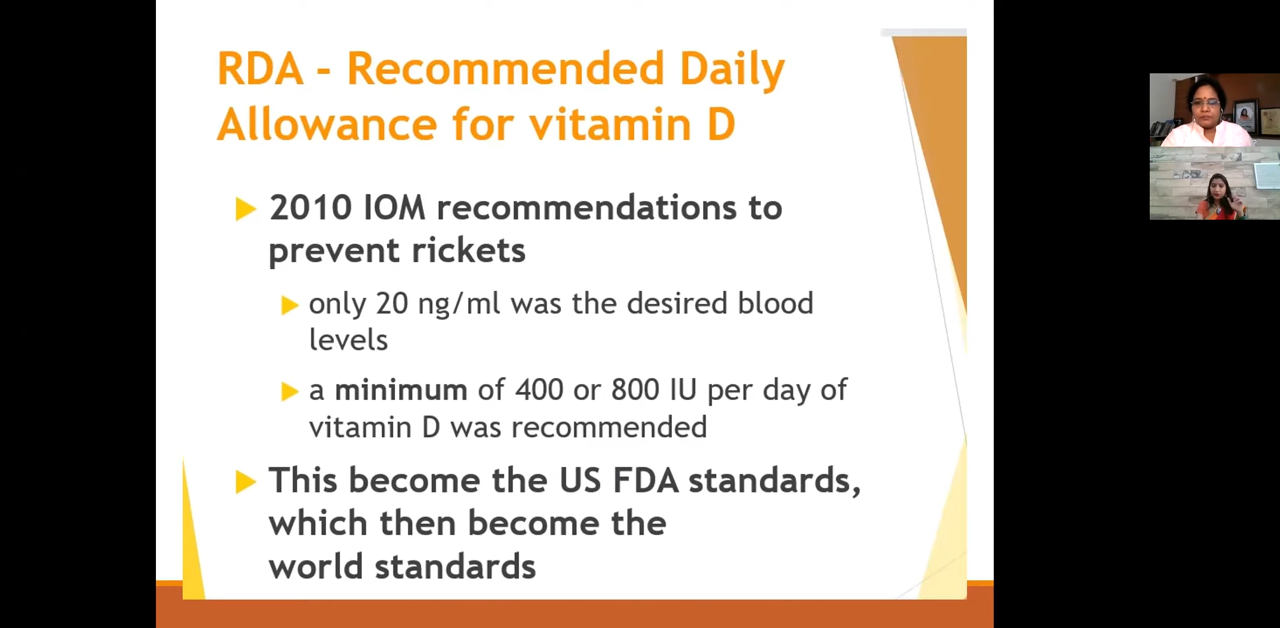 RDA - Recommended Daily
Allowance for vitamin D
2010 IOM recommendations to
prevent rickets
only 20 ng/ml was the desired blood
levels
a minimum of 400 or 800 IU per day of
vitamin D was recommended
This become the US FDA standards,
which then become the
world standards